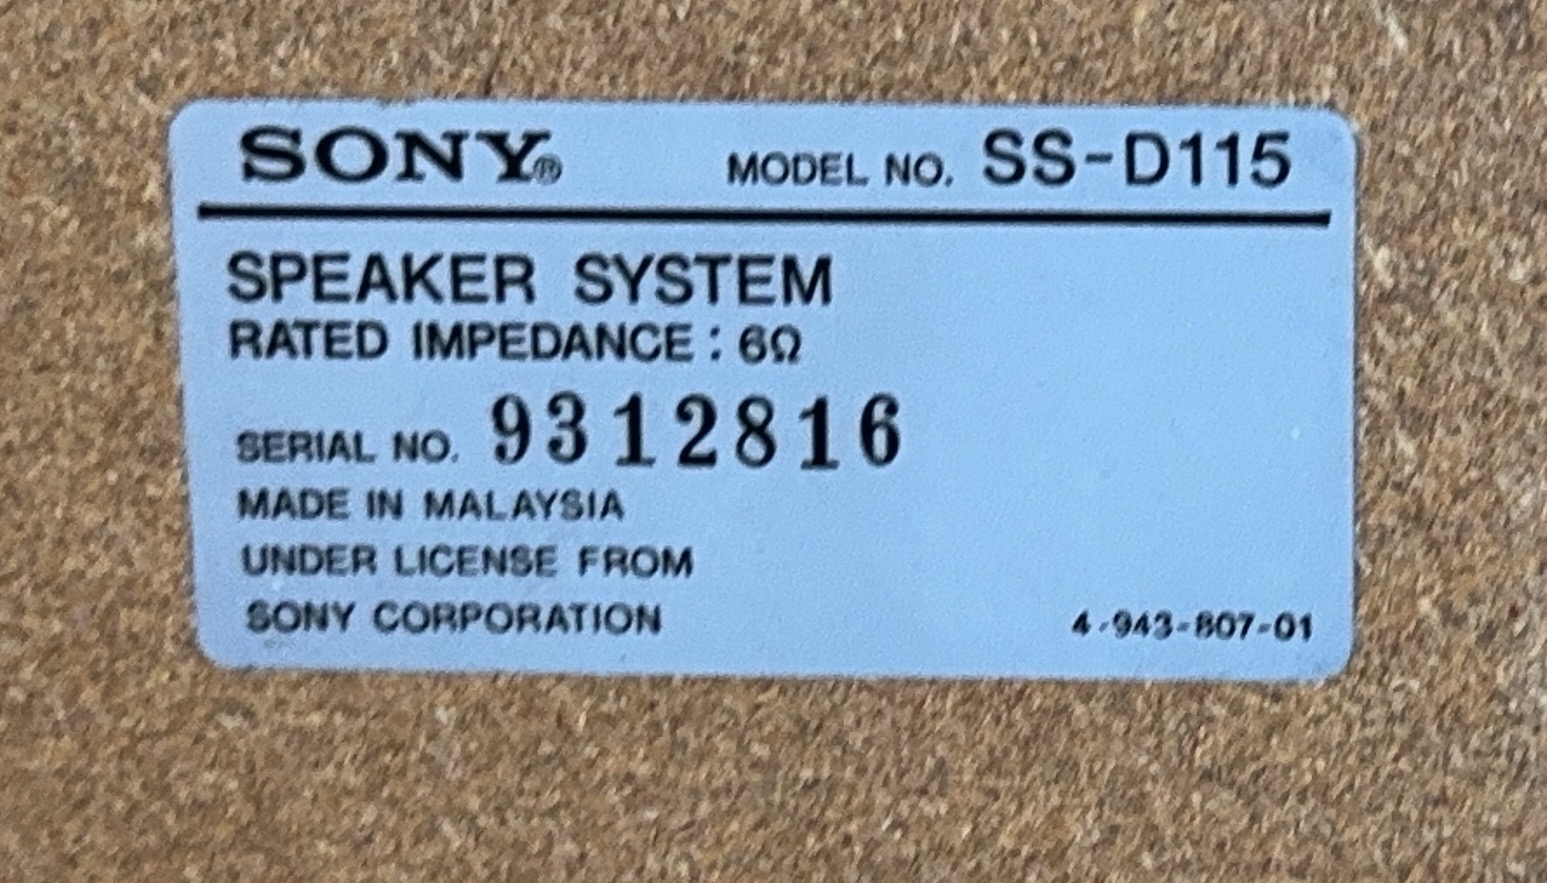 SONY® MODEL NO. SS-D115
SPEAKER SYSTEM
RATED IMPEDANCE : 6Ω
SERIAL NO. 9312816
MADE IN MALAYSIA
UNDER LICENSE FROM
SONY CORPORATION 4-943-807-01